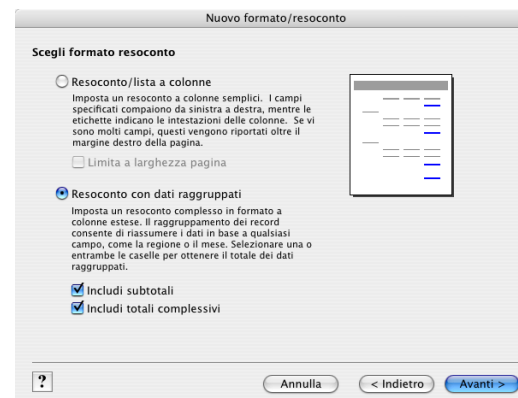 Nuovo formato/resoconto
Scegli formato resoconto
Resoconto/lista a colonne
Imposta un resoconto a colonne semplici. I campi
specificati compaiono da sinistra a destra, mentre le
etichette indicano le intestazioni delle colonne. Se vi
sono molti campi, questi vengono riportati oltre il
margine destro della pagina.
Limita a larghezza pagina
Resoconto con dati raggruppati
Imposta un resoconto complesso in formato a
colonne estese. Il raggruppamento dei record
consente di riassumere i dati in base a qualsiasi
campo, come la regione o il mese. Selezionare una o
entrambe le caselle per ottenere il totale dei dati
raggruppati.
Includi subtotali
Includi totali complessivi
?
Annulla
< Indietro
Avanti >